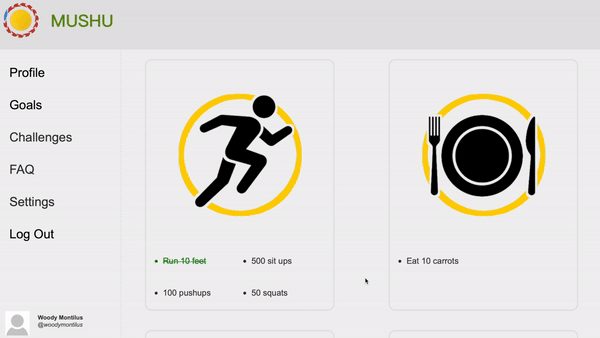 MUSHU
Profile
Goals
Challenges
FAQ
Settings
Log Out
Run 10 feet
500 sit ups
100 pushups
50 squats
Eat 10 carrots
Woody Montilus
@woodymontilus